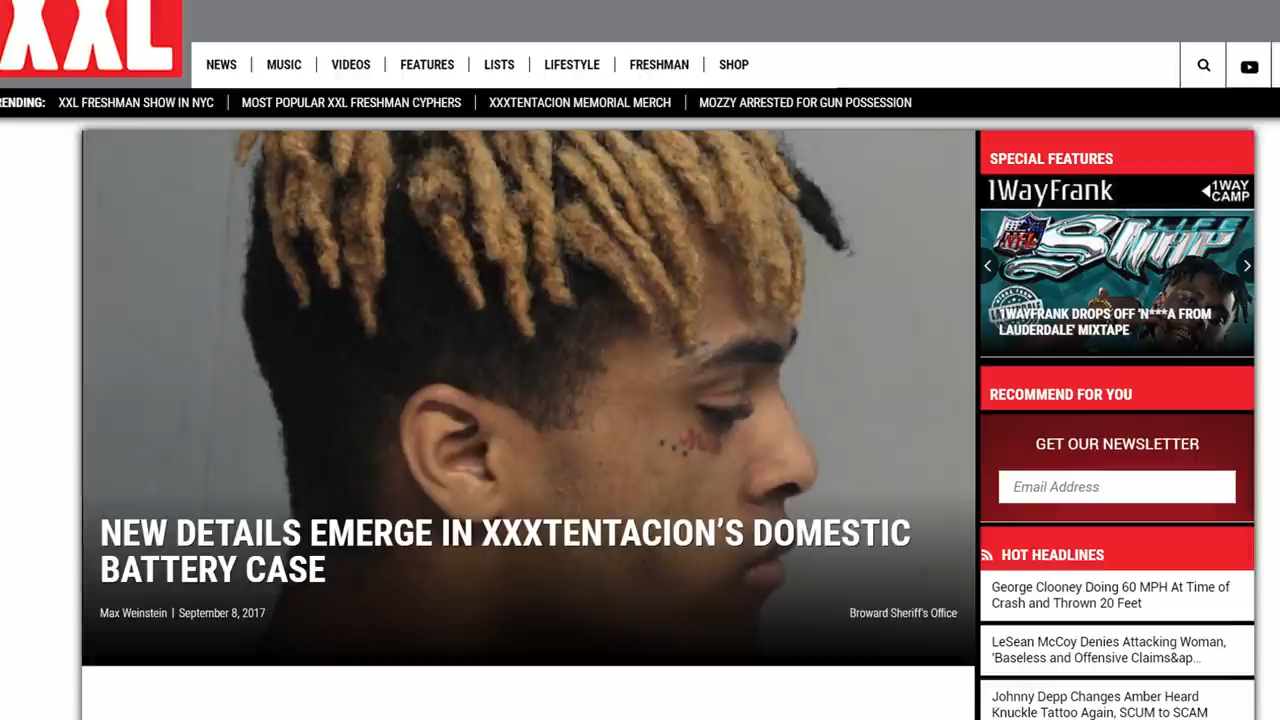 XXL
NEWS
MUSIC
VIDEOS
FEATURES
LISTS
LIFESTYLE
FRESHMAN
SHOP
ENDING:
XXL FRESHMAN SHOW IN NYC
MOST POPULAR XXL FRESHMAN CYPHERS
XXXTENTACION MEMORIAL MERCH
MOZZY ARRESTED FOR GUN POSSESSION
NEW DETAILS EMERGE IN XXXTENTACION’S DOMESTIC
BATTERY CASE
Max Weinstein | September 8, 2017
Broward Sheriff's Office
SPECIAL FEATURES
1WayFrank
1WAY
CAMP
NFL
LIFE
SNAP
1WAYFRANK DROPS OFF 'N***A FROM
LAUDERDALE' MIXTAPE
RECOMMEND FOR YOU
GET OUR NEWSLETTER
Email Address
HOT HEADLINES
George Clooney Doing 60 MPH At Time of
Crash and Thrown 20 Feet
LeSean McCoy Denies Attacking Woman,
'Baseless and Offensive Claims&ap...
Johnny Depp Changes Amber Heard
Knuckle Tattoo Again, SCUM to SCAM